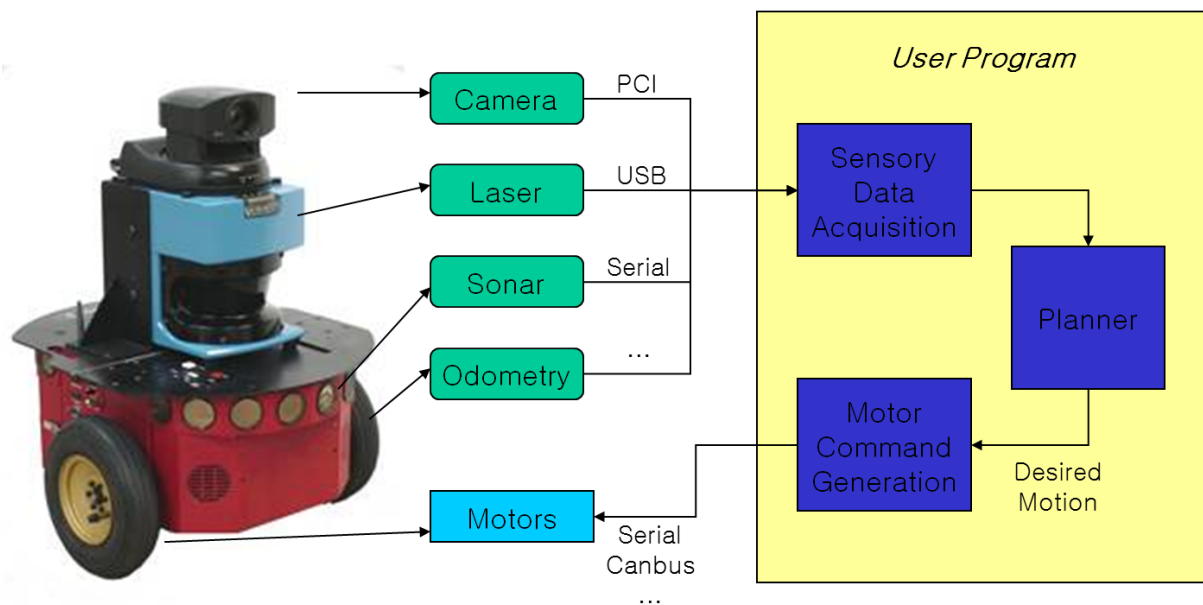 User Program
Camera
PCI
Laser
USB
Sonar
Serial
Odometry
...
Sensory
Data
Acquisition
Planner
Motor
Command
Generation
Desired
Motion
Motors
Serial
Canbus
...